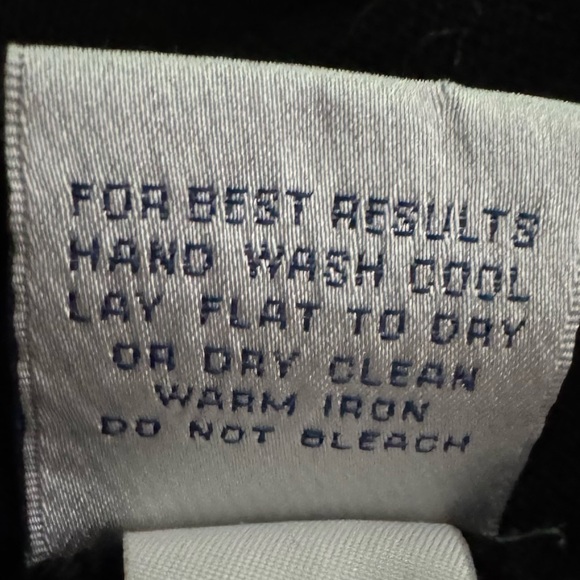 FOR BEST RESULTS
HAND WASH COOL
LAY FLAT TO DRY
OR DRY CLEAN
WARM IRON
DO NOT BLEACH